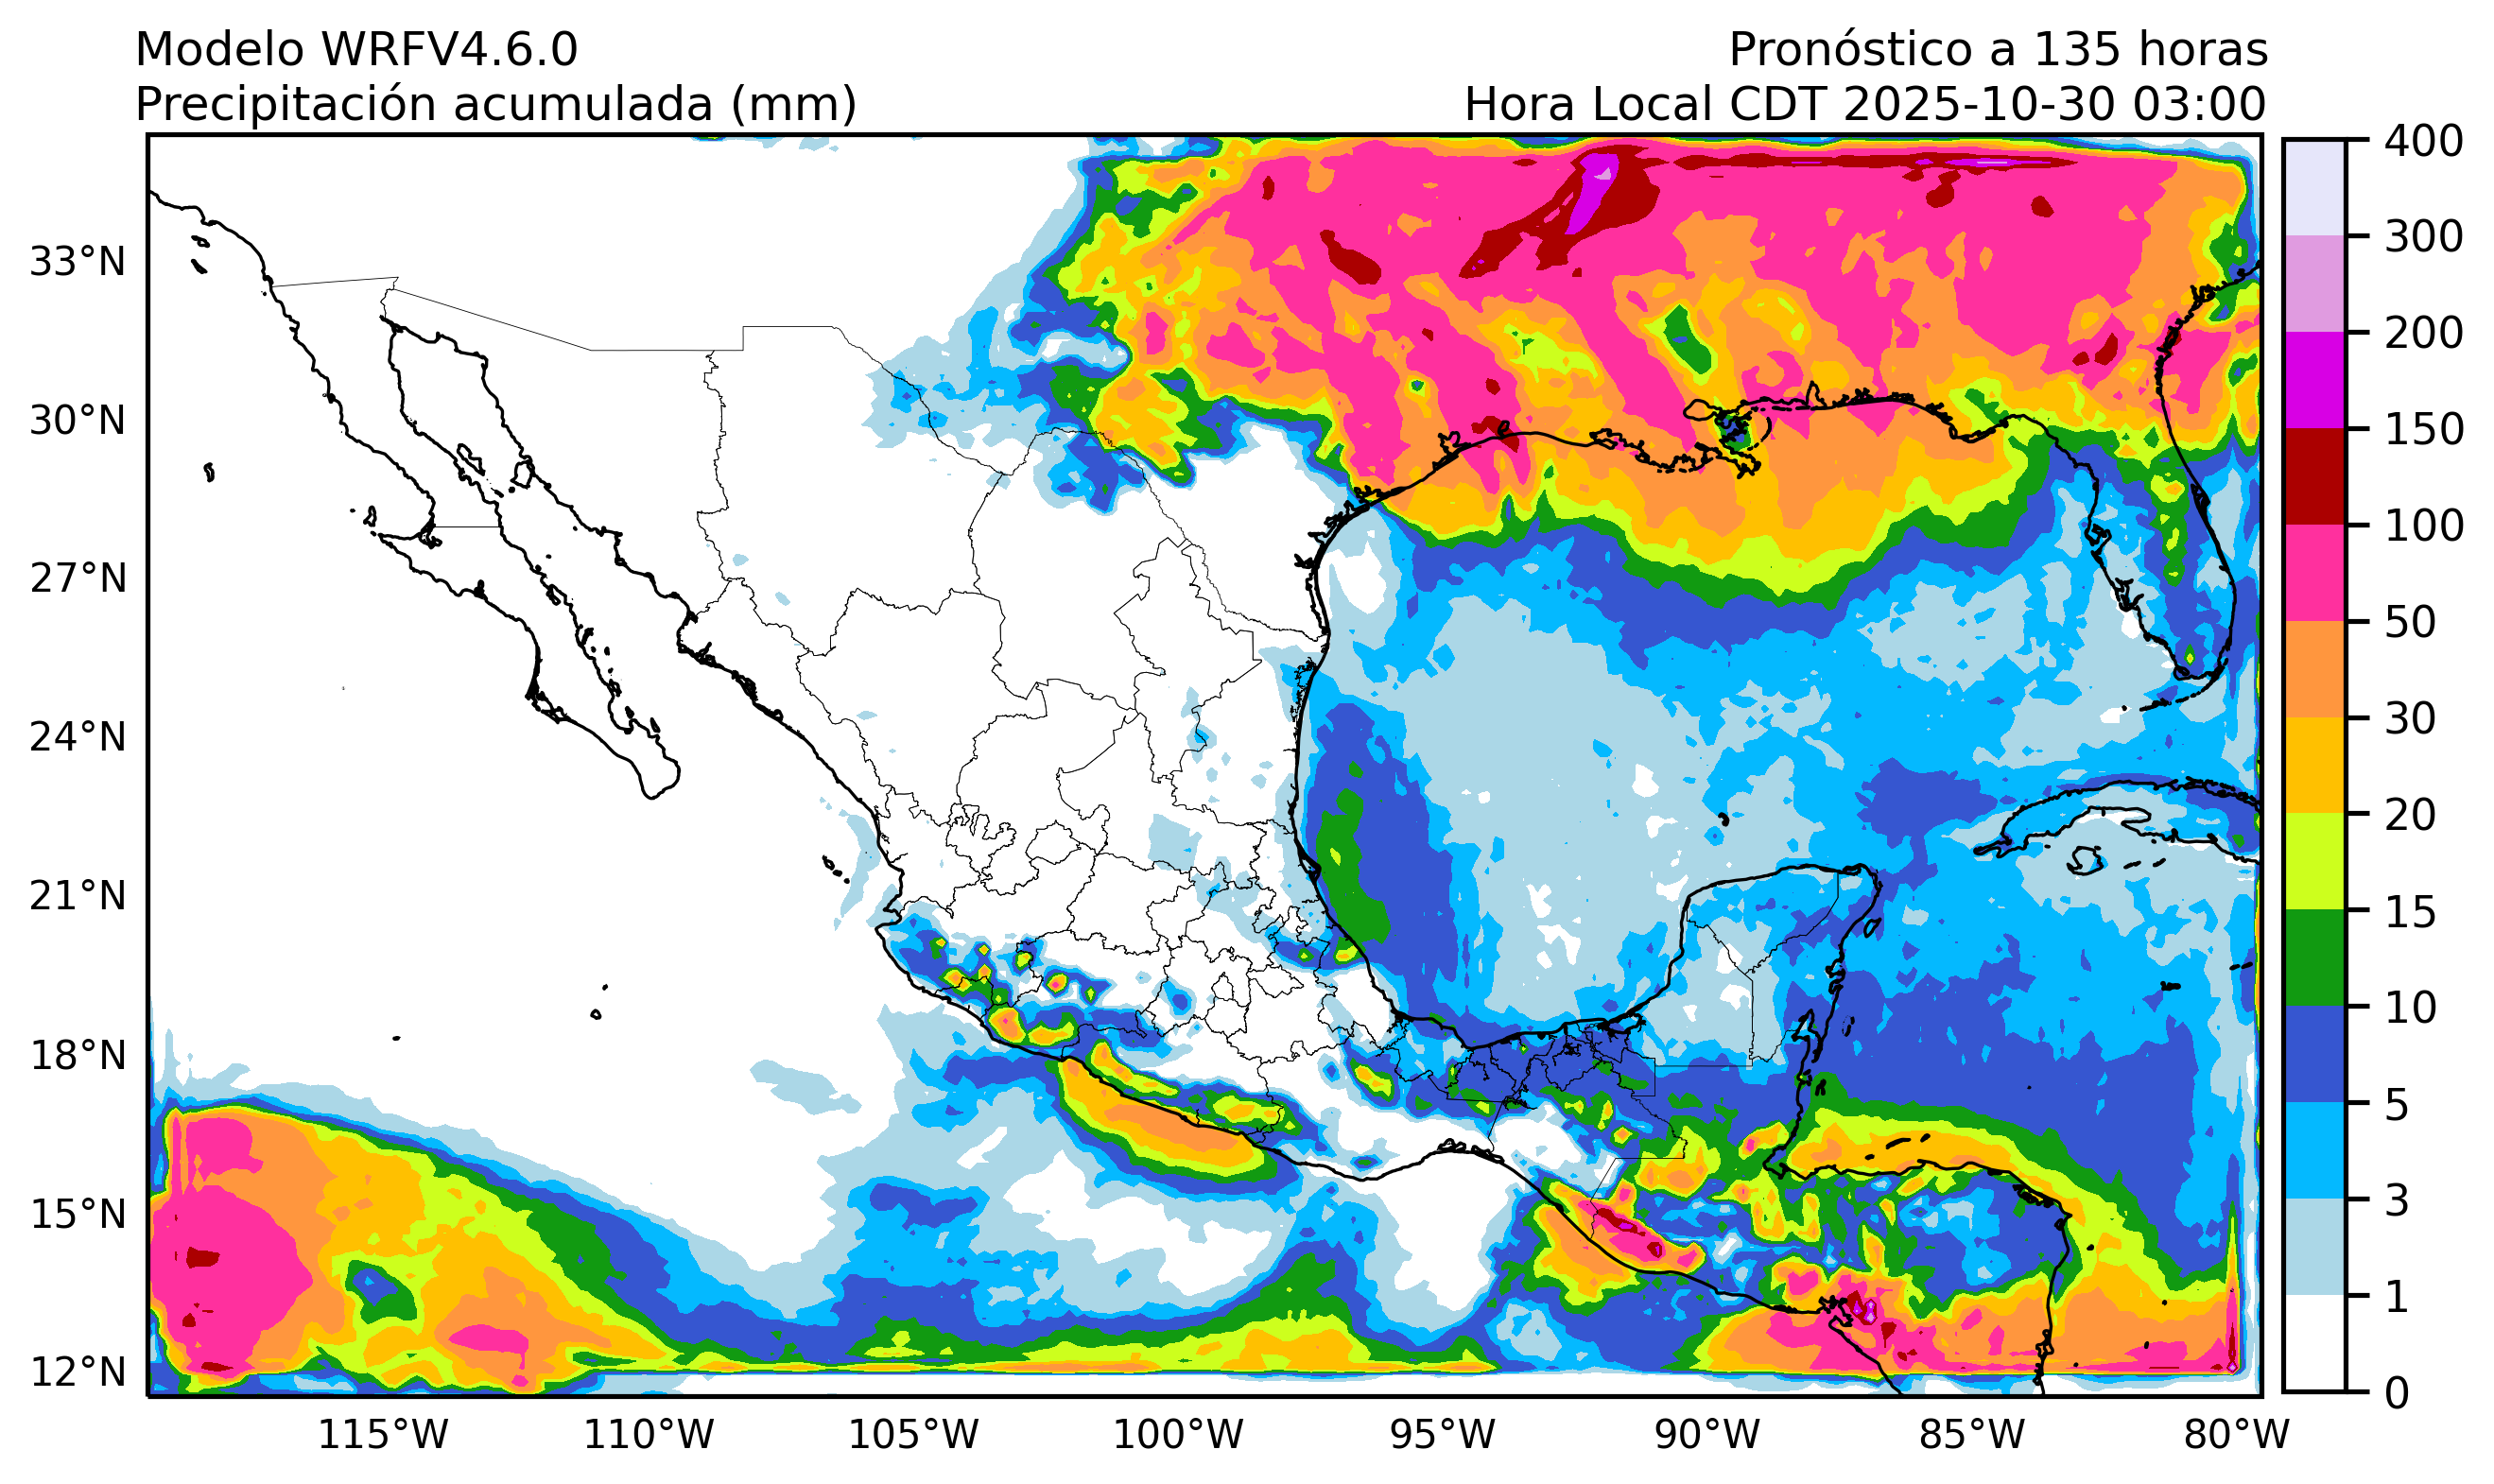 Modelo WRFV4.6.0
Pronóstico a 135 horas
Precipitación acumulada (mm)
Hora Local CDT 2025-10-30 03:00
33°N
30°N
27°N
24°N
21°N
18°N
15°N
12°N
115°W
110°W
105°W
100°W
95°W
90°W
85°W
80°W
400
300
200
150
100
50
30
20
15
10
5
3
1
0